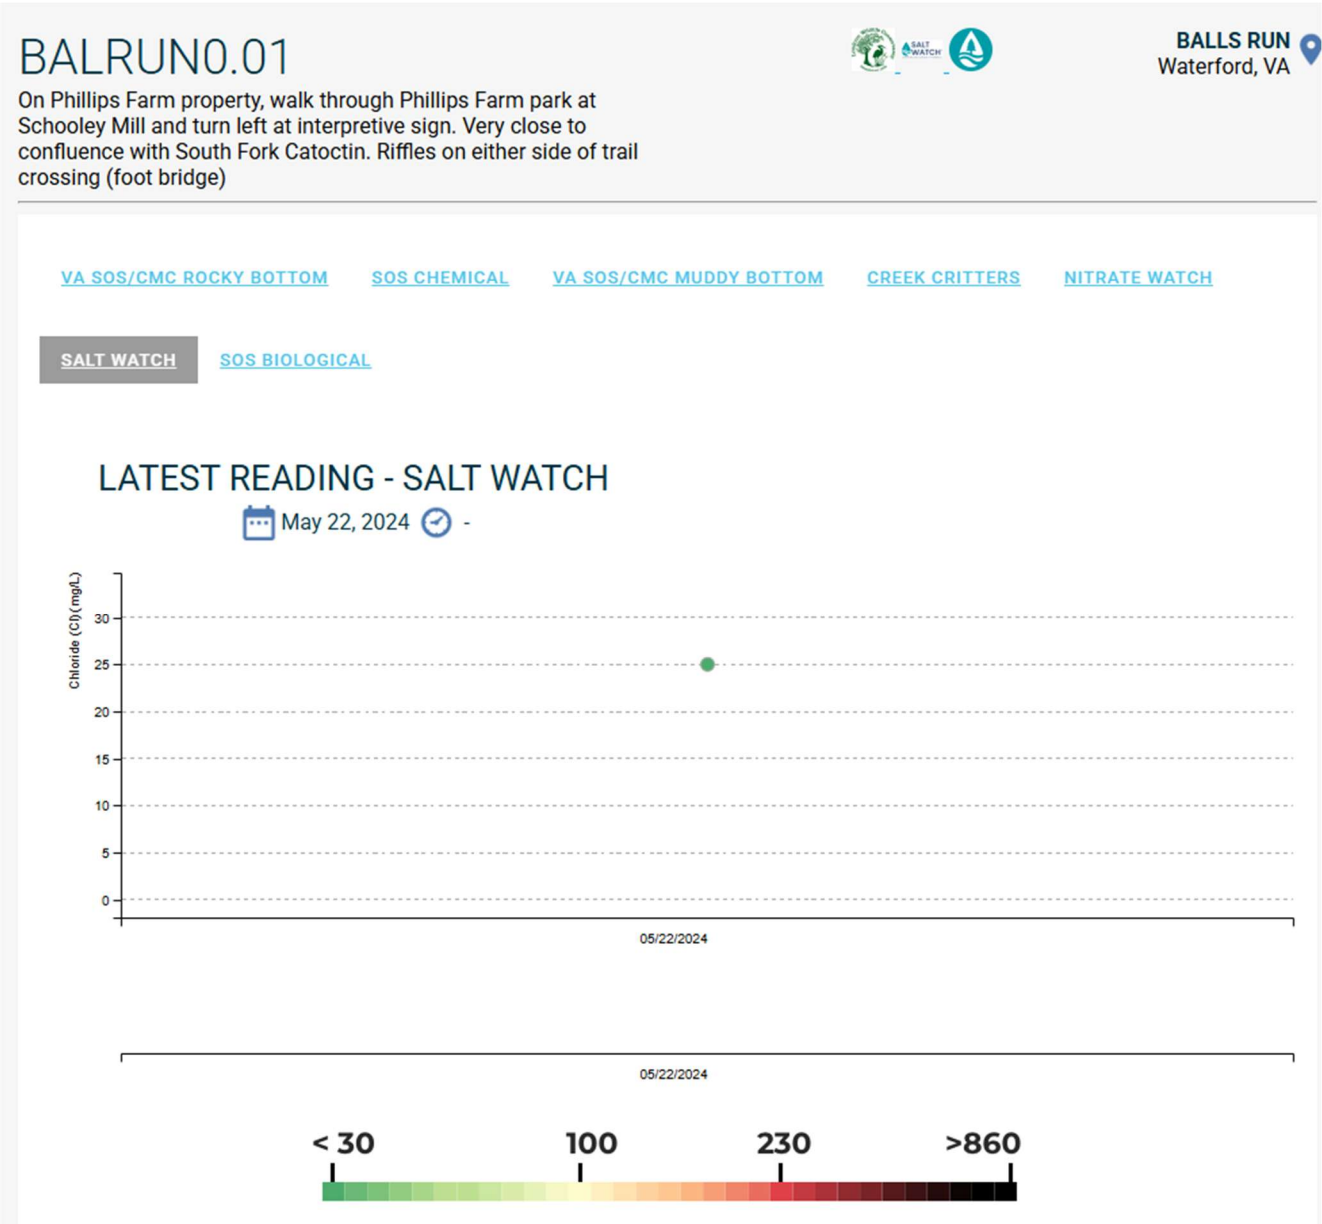 BALRUN0.01
On Phillips Farm property, walk through Phillips Farm park at
Schooley Mill and turn left at interpretive sign. Very close to
confluence with South Fork Catoctin. Riffles on either side of trail
crossing (foot bridge)
SALT
WATCH
BALLS RUN
Waterford, VA
VA SOS/CMC ROCKY BOTTOM SOS CHEMICAL VA SOS/CMC MUDDY BOTTOM CREEK CRITTERS NITRATE WATCH
SALT WATCH SOS BIOLOGICAL
LATEST READING - SALT WATCH
May 22, 2024 -
Chloride (Cl) (mg/L)
30
25
20
15
10
5
0
05/22/2024
05/22/2024
< 30 100 230 >860